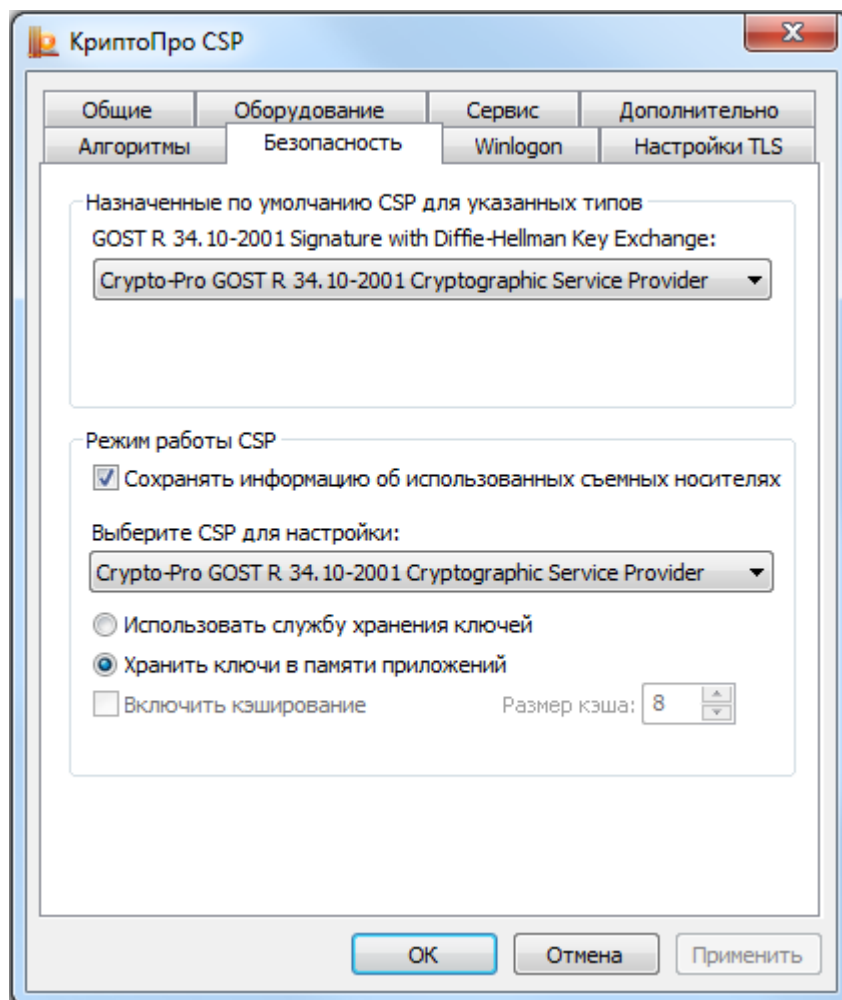 КриптоПро CSP
Общие
Оборудование
Сервис
Дополнительно
Алгоритмы
Безопасность
Winlogon
Настройки TLS
Назначенные по умолчанию CSP для указанных типов
GOST R 34.10-2001 Signature with Diffie-Hellman Key Exchange:
Crypto-Pro GOST R 34.10-2001 Cryptographic Service Provider
Режим работы CSP
Сохранять информацию об использованных съемных носителях
Выберите CSP для настройки:
Crypto-Pro GOST R 34.10-2001 Cryptographic Service Provider
Использовать службу хранения ключей
Хранить ключи в памяти приложений
Включить кэширование
Размер кэша: 8
ОК
Отмена
Применить